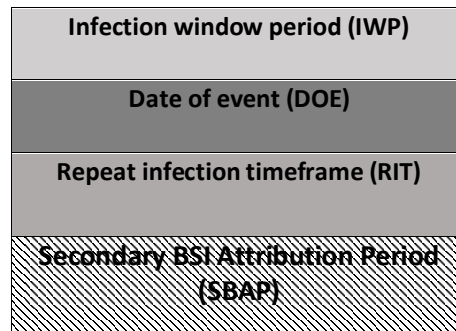 Infection window period (IWP)
Date of event (DOE)
Repeat infection timeframe (RIT)
Secondary BSI Attribution Period
(SBAP)